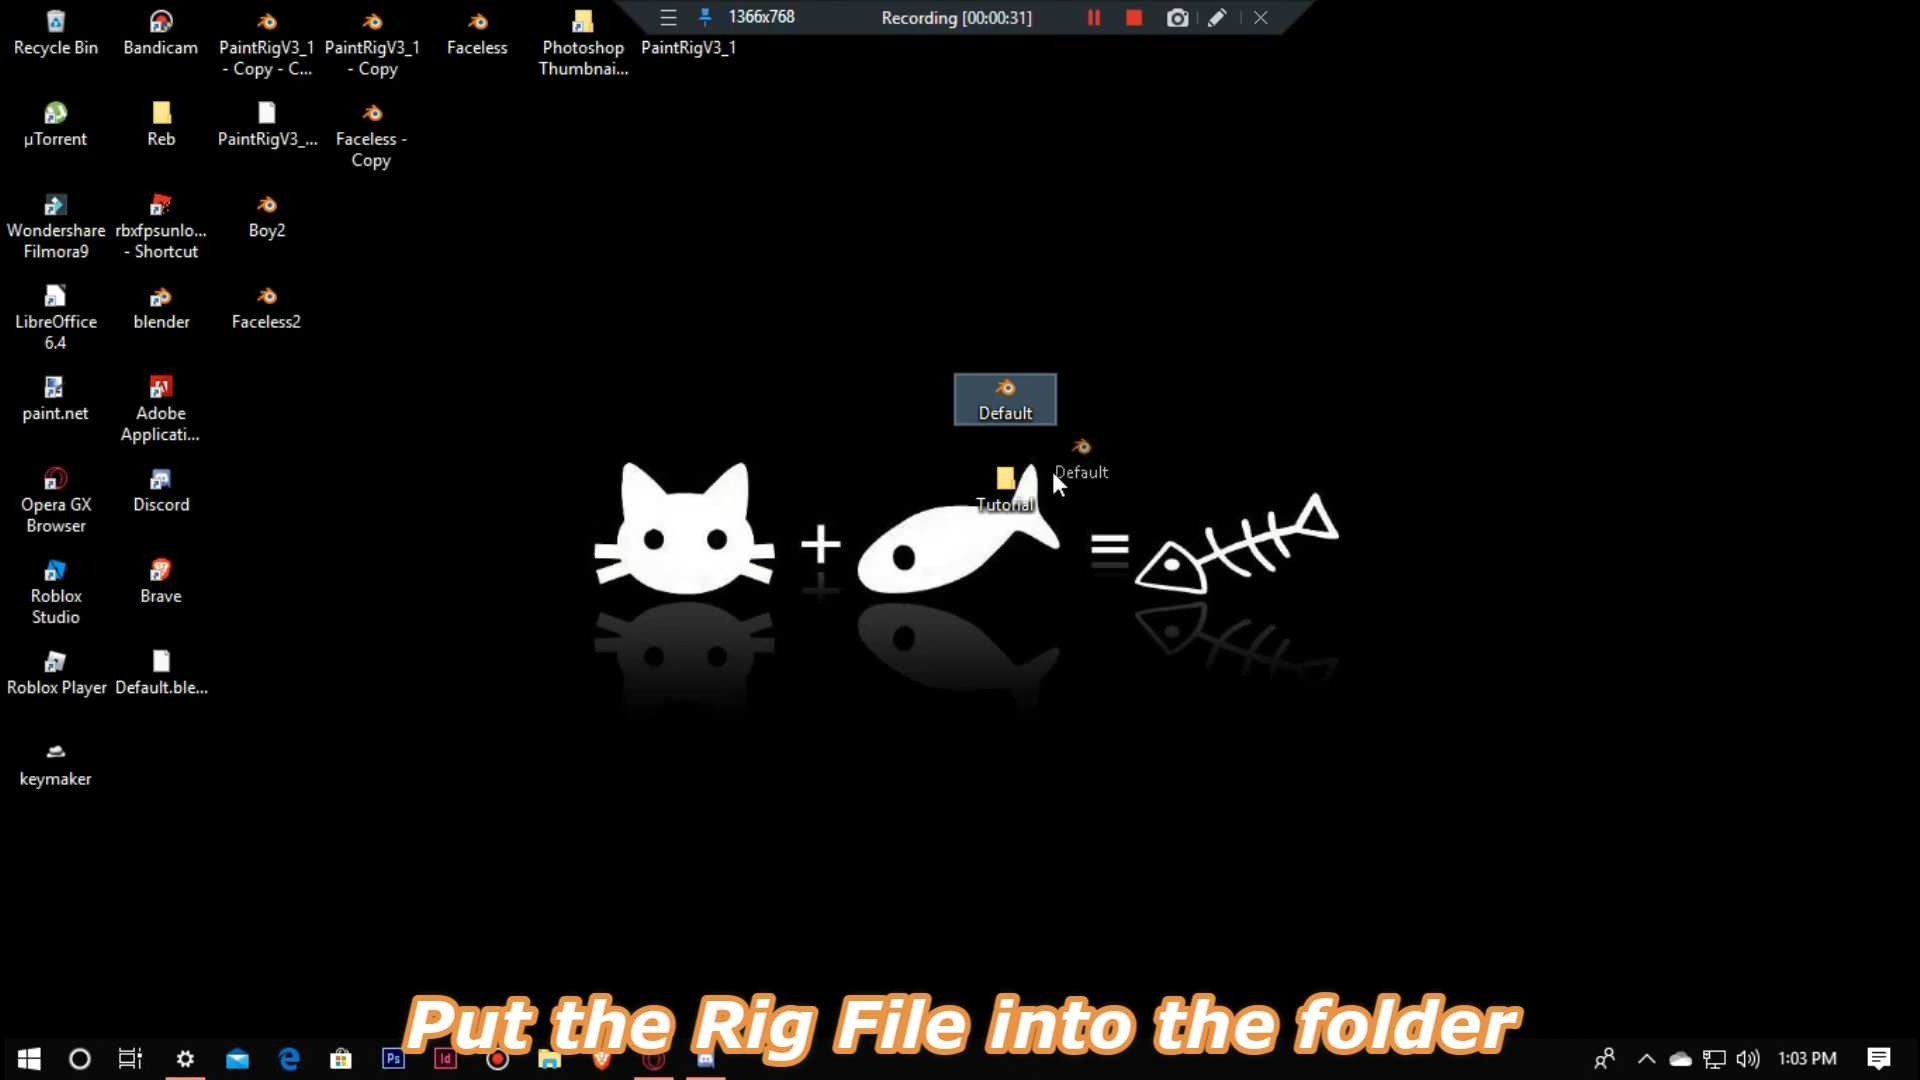 1366x768
Recording [00:00:31]
Recycle Bin
Bandicam
PaintRigV3_1
- Copy - C...
PaintRigV3_1
- Copy
Faceless
Photoshop
Thumbnai...
PaintRigV3_1
µTorrent
Reb
PaintRigV3_...
Faceless -
Copy
Wondershare
Filmora9
rbxfpsunlo...
- Shortcut
Boy2
LibreOffice
6.4
blender
Faceless2
paint.net
Adobe
Applicati...
Default
Default
Tutorial
Opera GX
Browser
Discord
Roblox
Studio
Brave
Roblox Player
Default.ble...
keymaker
Put the Rig File into the folder
Ps
Id
1:03 PM